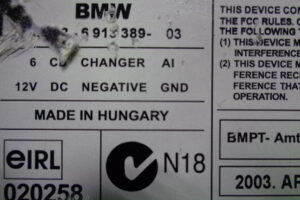 BMW
6 913 389- 03
6 CD CHANGER AI
12V DC NEGATIVE GND
MADE IN HUNGARY
eIRL
020258
N18
THIS DEVICE COM
THE FCC RULES.
THE FOLLOWING
(1) THIS DEVICE M
INTERFERENCE
(2) THIS DEVICE M
FERENCE RECE
FERENCE THAT
OPERATION.
BMPT- Amt
2003. AP